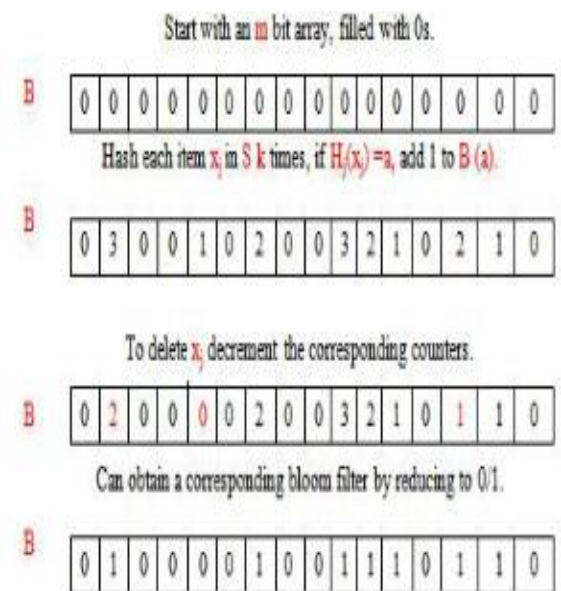 Start with an m bit array, filled with 0s.
B 0 0 0 0 0 0 0 0 0 0 0 0 0 0 0 0
Hash each item xj in S k times, if Hi(xj) = a, add 1 to B (a).
B 0 3 0 0 1 0 2 0 0 3 2 1 0 2 1 0
To delete xj decrement the corresponding counters.
B 0 2 0 0 0 0 2 0 0 3 2 1 0 1 1 0
Can obtain a corresponding bloom filter by reducing to 0/1.
B 0 1 0 0 0 0 1 0 0 1 1 1 0 1 1 0